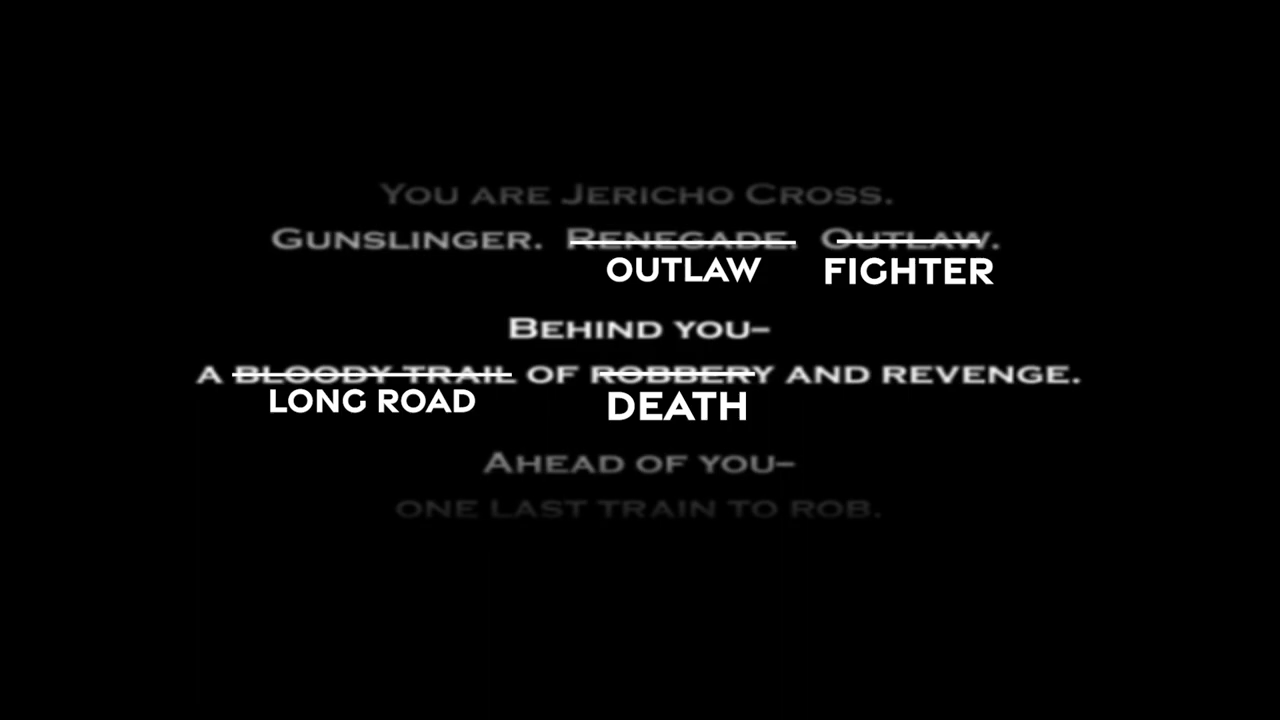 YOU ARE JERICHO CROSS.
GUNSLINGER. RENEGADE. OUTLAW.
OUTLAW FIGHTER
BEHIND YOU–
A BLOODY TRAIL OF ROBBERY AND REVENGE.
LONG ROAD DEATH
AHEAD OF YOU–
ONE LAST TRAIN TO ROB.